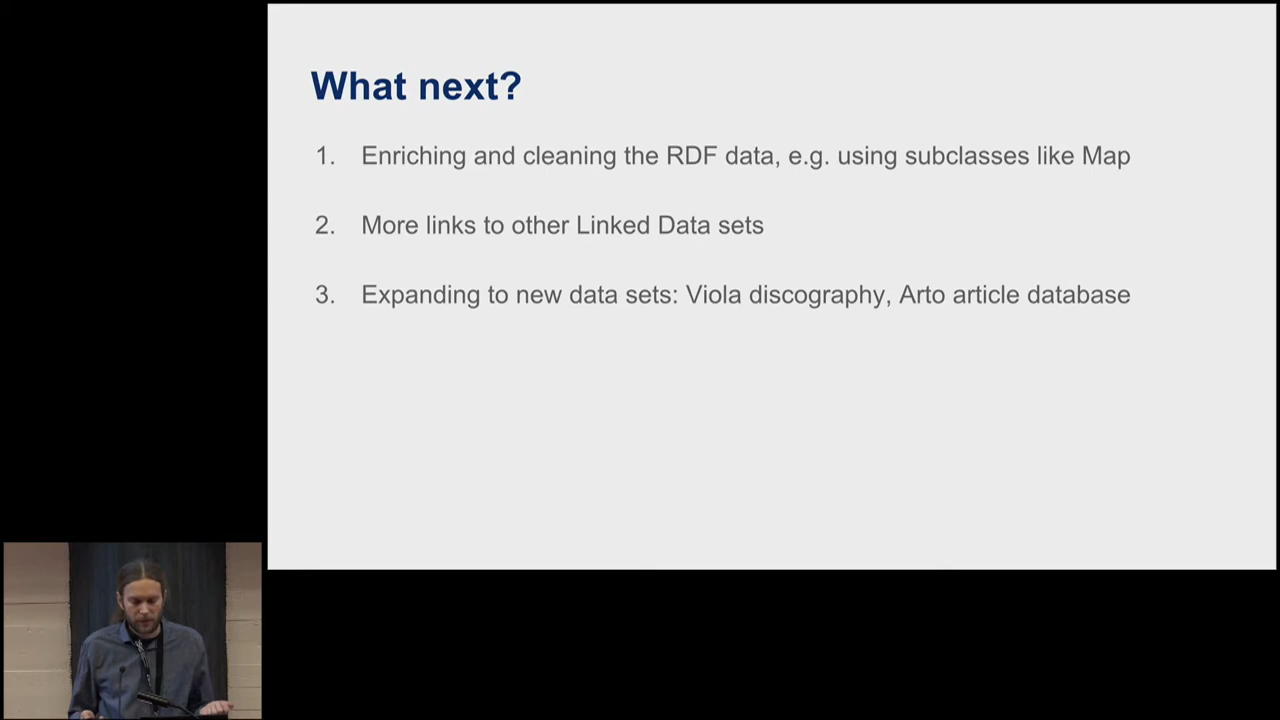 What next?
1. Enriching and cleaning the RDF data, e.g. using subclasses like Map
2. More links to other Linked Data sets
3. Expanding to new data sets: Viola discography, Arto article database